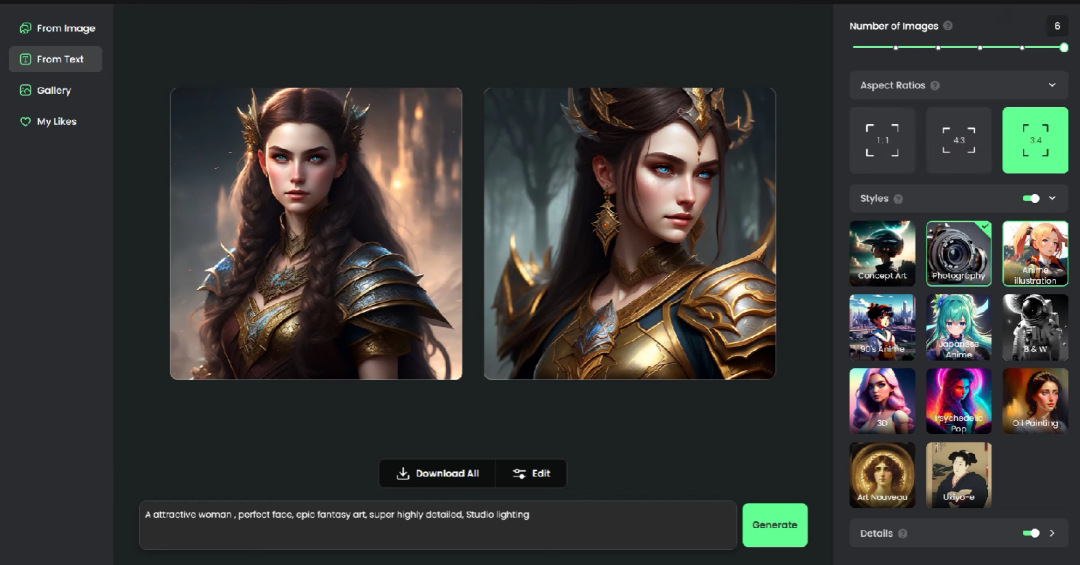 From Image
From Text
Gallery
My Likes
Download All
Edit
A attractive woman , perfect face, epic fantasy art, super highly detailed, Studio lighting
Generate
Number of Images
6
Aspect Ratios
1:1
4:3
3:4
Styles
Concept Art
Photography
Anime
illustration
90's Anime
Japanese
Anime
B & W
3D
Psychedelic
Pop
Oil Painting
Art Nouveau
Ukiyo-e
Details